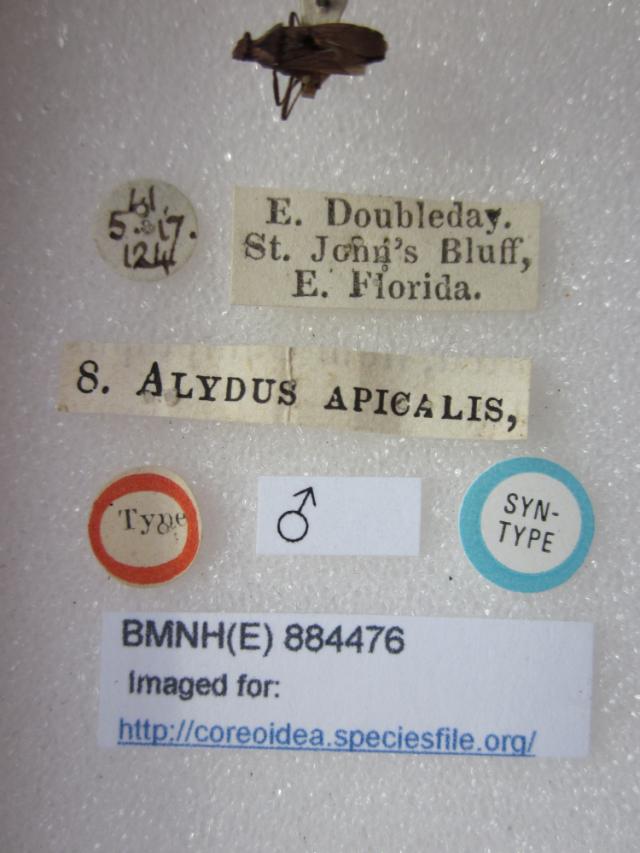 41
5.17.
124
E. Doubleday.
St. John's Bluff,
E. Florida.
8. ALYDUS APICALIS,
Type
♂
SYN-
TYPE
BMNH(E) 884476
Imaged for:
http://coreoidea.speciesfile.org/